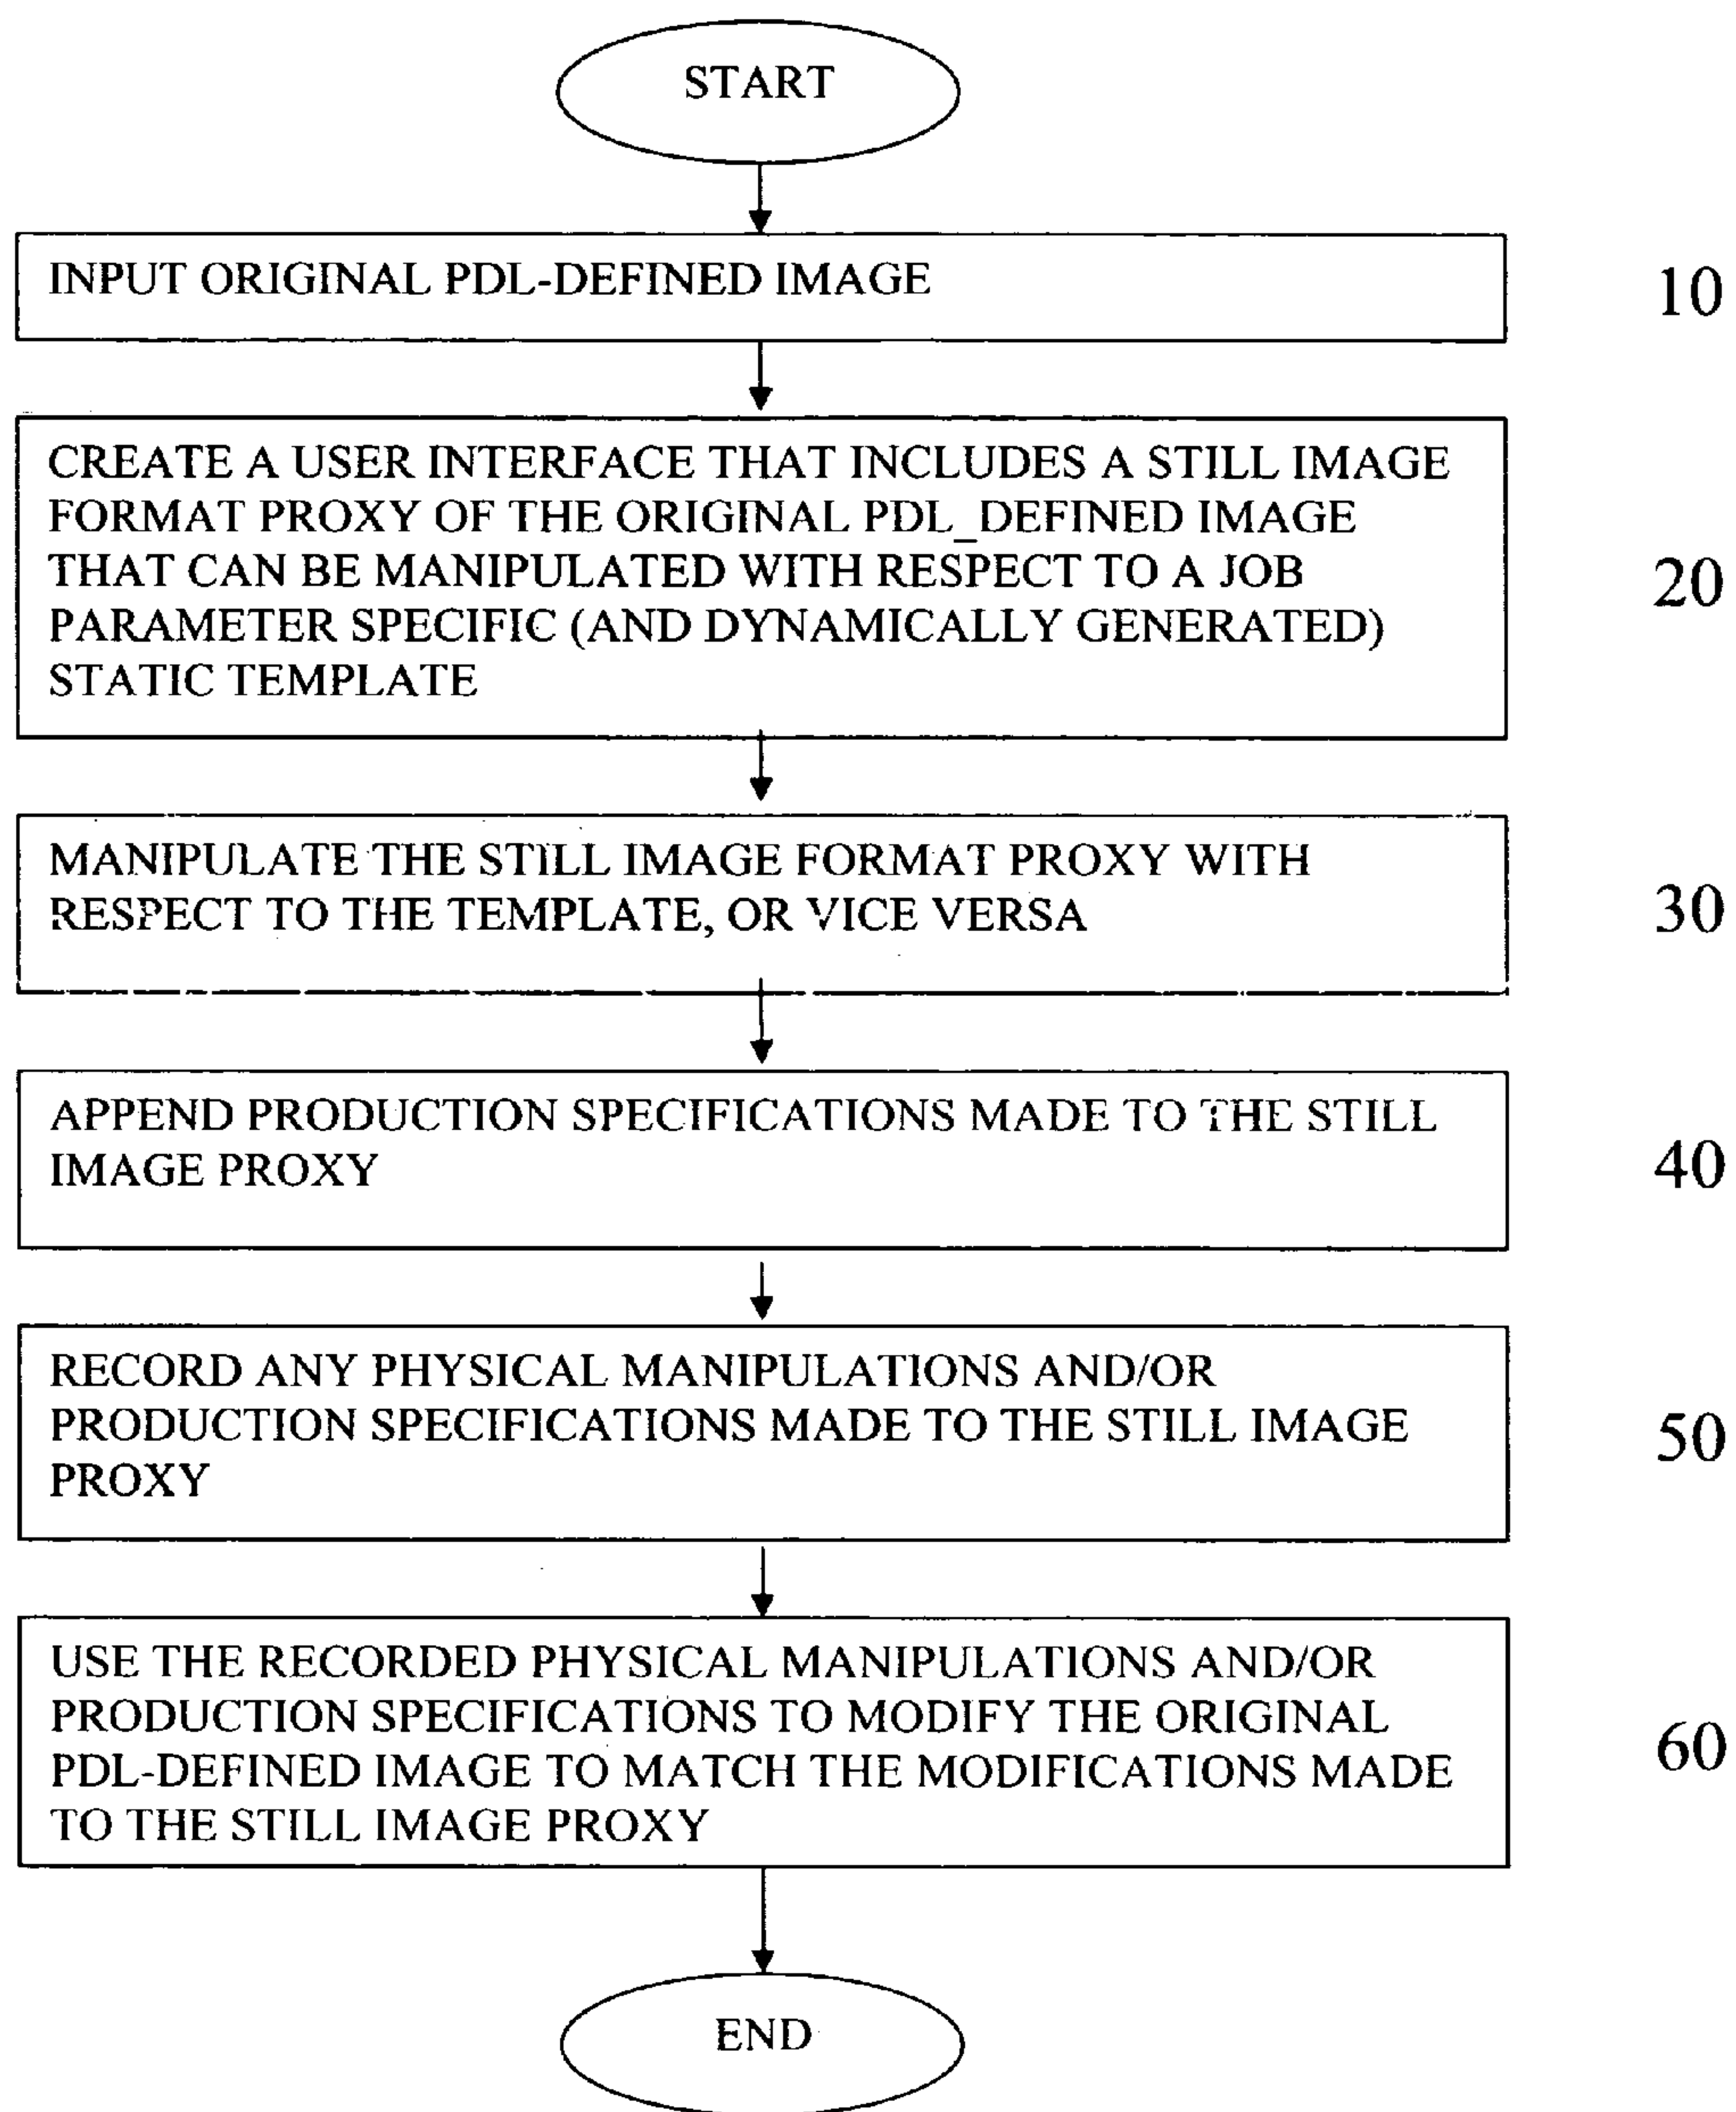 START
INPUT ORIGINAL PDL-DEFINED IMAGE
10
CREATE A USER INTERFACE THAT INCLUDES A STILL IMAGE
FORMAT PROXY OF THE ORIGINAL PDL_DEFINED IMAGE
THAT CAN BE MANIPULATED WITH RESPECT TO A JOB
PARAMETER SPECIFIC (AND DYNAMICALLY GENERATED)
STATIC TEMPLATE
20
MANIPULATE THE STILL IMAGE FORMAT PROXY WITH
RESPECT TO THE TEMPLATE, OR VICE VERSA
30
APPEND PRODUCTION SPECIFICATIONS MADE TO THE STILL
IMAGE PROXY
40
RECORD ANY PHYSICAL MANIPULATIONS AND/OR
PRODUCTION SPECIFICATIONS MADE TO THE STILL IMAGE
PROXY
50
USE THE RECORDED PHYSICAL MANIPULATIONS AND/OR
PRODUCTION SPECIFICATIONS TO MODIFY THE ORIGINAL
PDL-DEFINED IMAGE TO MATCH THE MODIFICATIONS MADE
TO THE STILL IMAGE PROXY
60
END